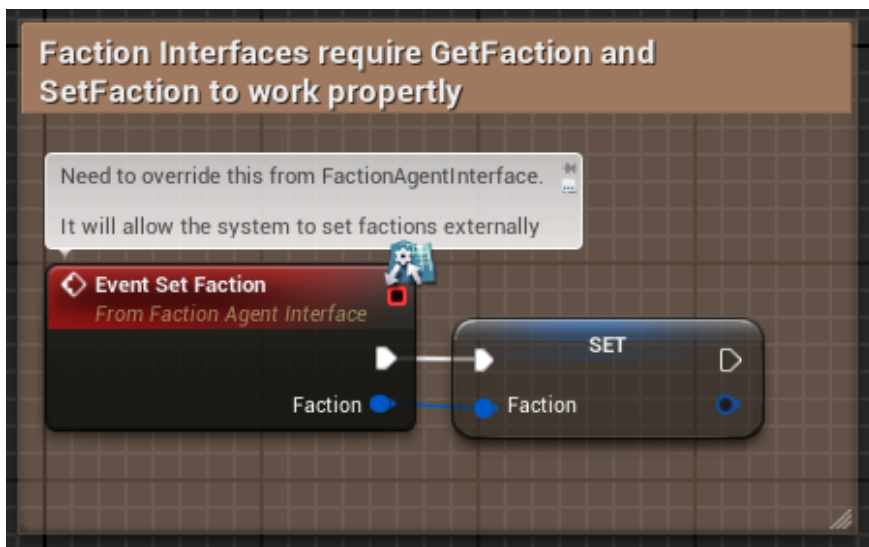 Faction Interfaces require GetFaction and
SetFaction to work propertly
Need to override this from FactionAgentInterface.
It will allow the system to set factions externally
Event Set Faction
From Faction Agent Interface
SET
Faction
Faction